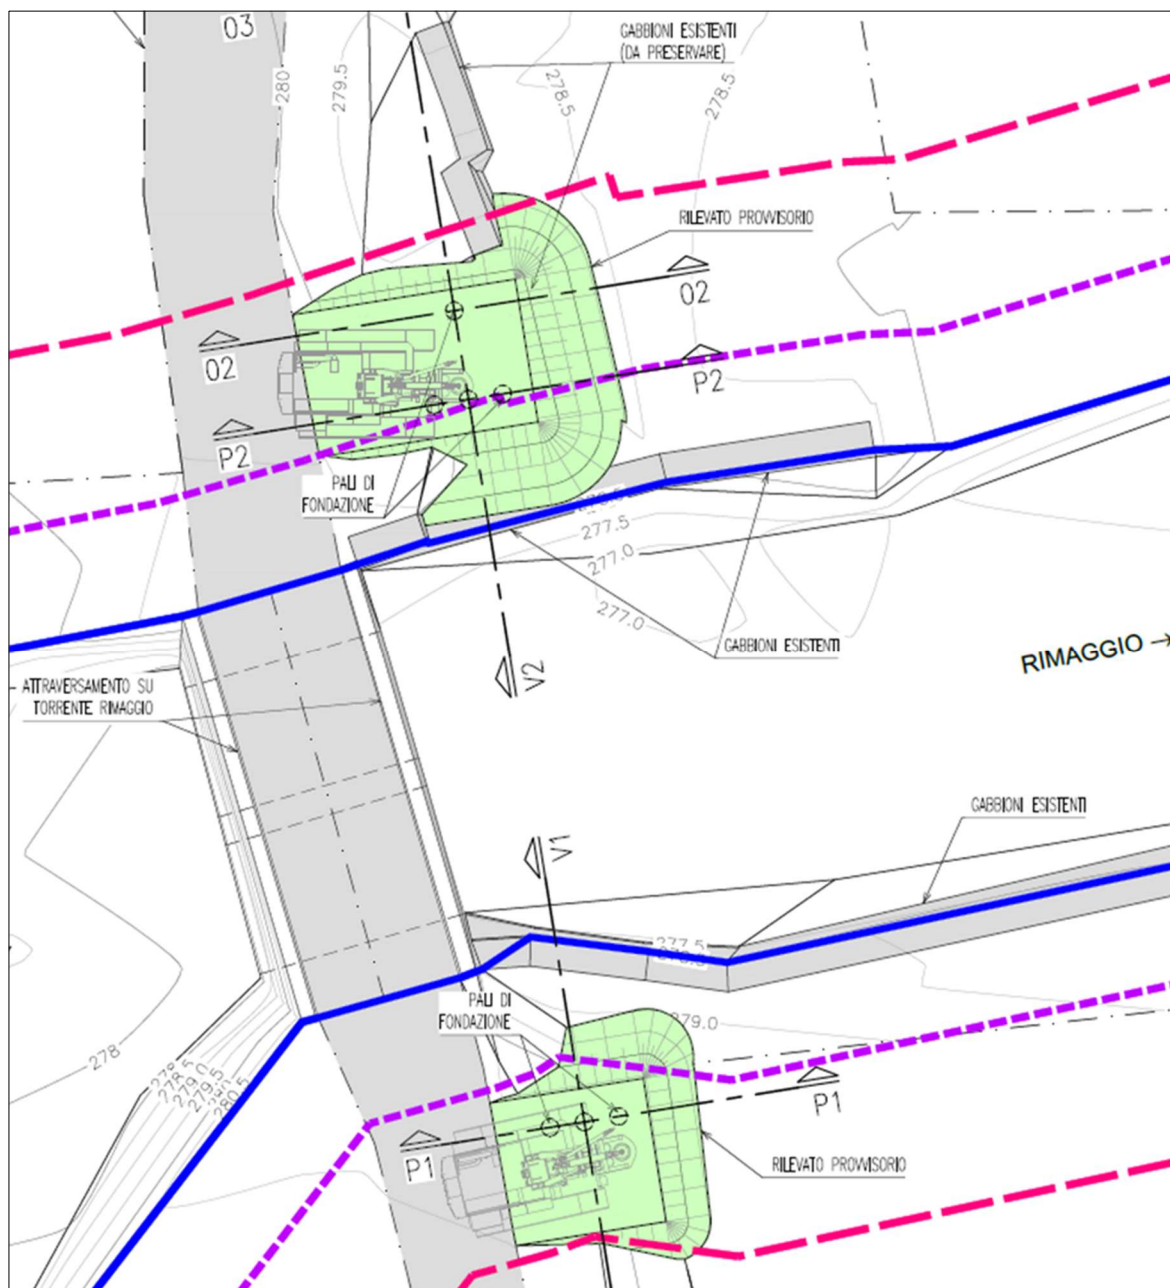 03
GABBIONI ESISTENTI
(DA PRESERVARE)
280
279.5
278.5
278.5
RILEVATO PROVVISORIO
02
02
P2
P2
PALI DI
FONDAZIONE
277.5
277.0
277.0
GABBIONI ESISTENTI
RIMAGGIO →
V2
ATTRAVERSAMENTO SU
TORRENTE RIMAGGIO
GABBIONI ESISTENTI
V1
277.5
PALI DI
FONDAZIONE
279.0
278
280.5
P1
P1
RILEVATO PROVVISORIO